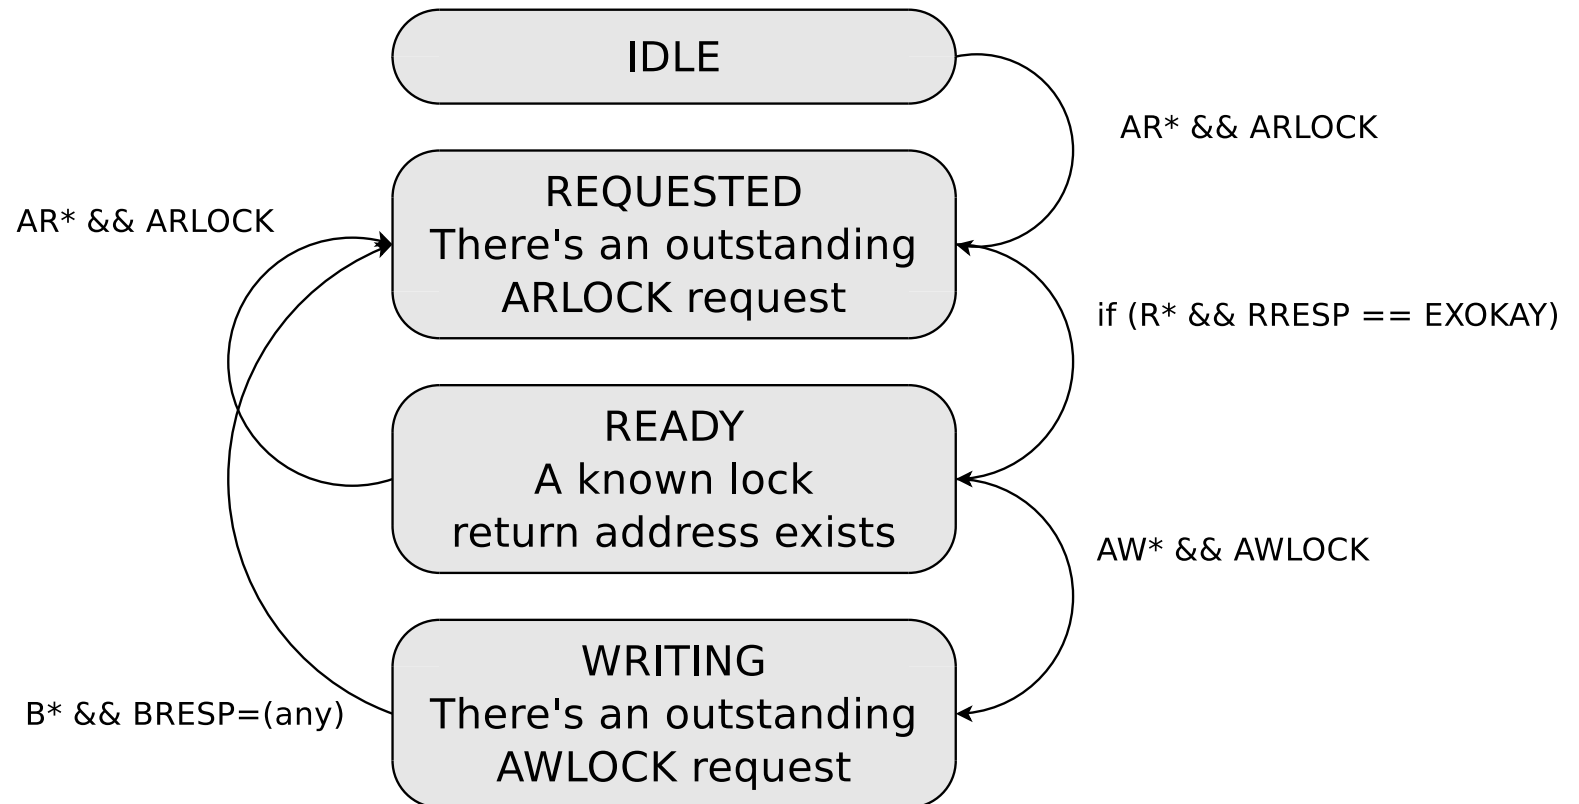 IDLE
AR* && ARLOCK
REQUESTED
There's an outstanding
ARLOCK request
AR* && ARLOCK
if (R* && RRESP == EXOKAY)
READY
A known lock
return address exists
AW* && AWLOCK
WRITING
There's an outstanding
AWLOCK request
B* && BRESP=(any)